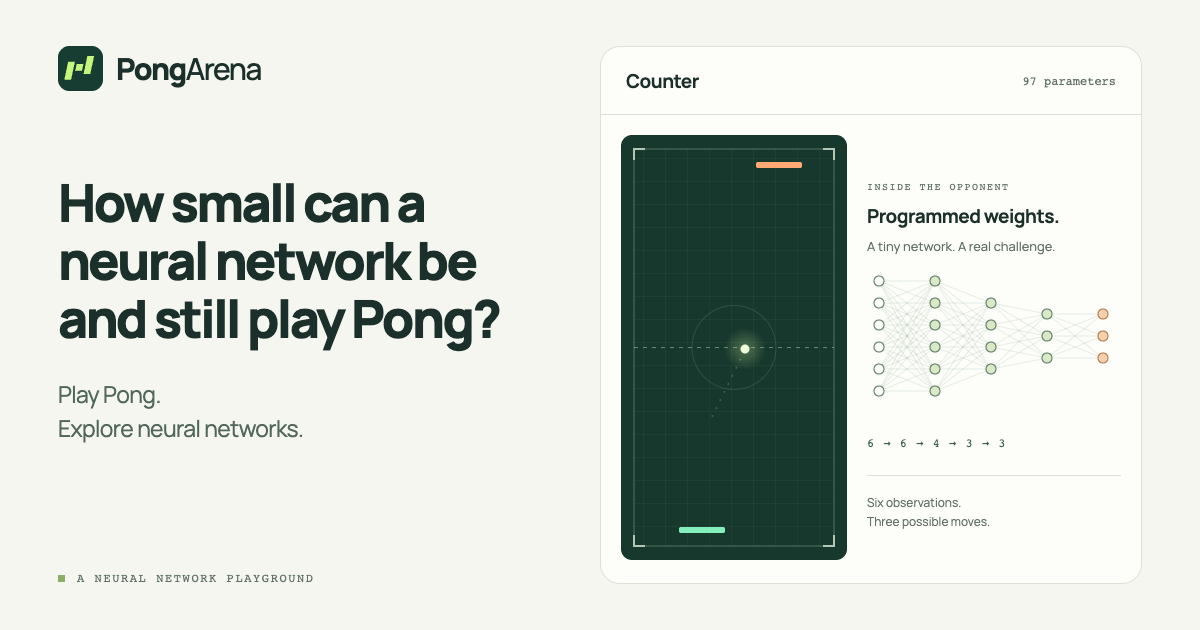 PongArena
How small can a
neural network be
and still play Pong?
Play Pong.
Explore neural networks.
A NEURAL NETWORK PLAYGROUND
Counter
97 parameters
INSIDE THE OPPONENT
Programmed weights.
A tiny network. A real challenge.
6 → 6 → 4 → 3 → 3
Six observations.
Three possible moves.